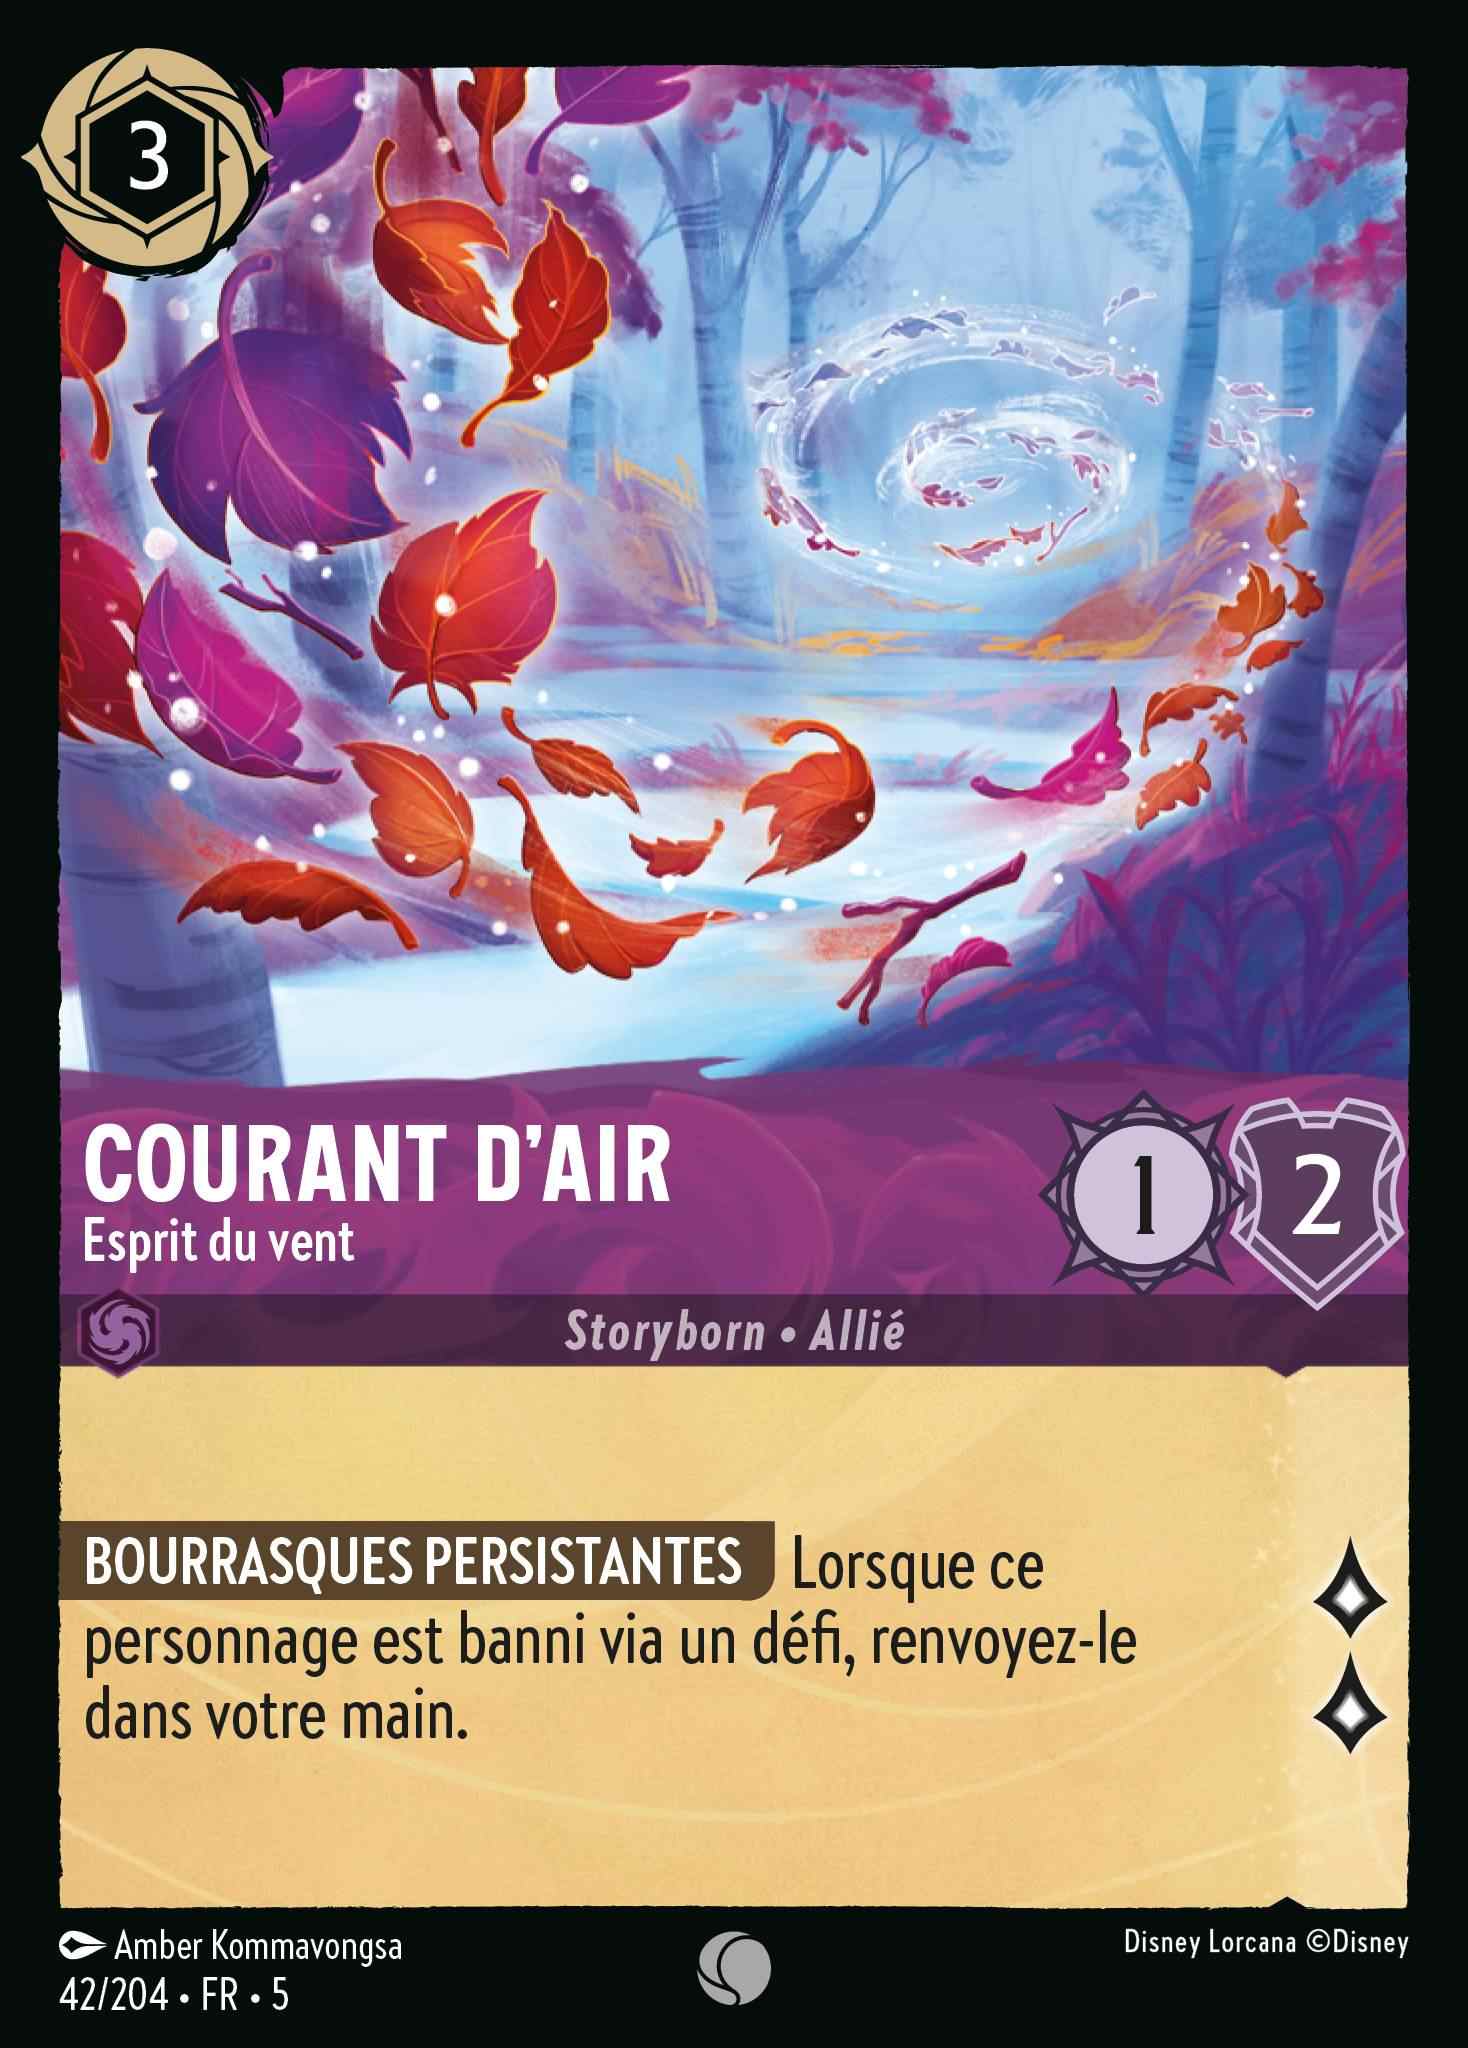 3
COURANT D’AIR
Esprit du vent
1 2
Storyborn • Allié
BOURRASQUES PERSISTANTES Lorsque ce
personnage est banni via un défi, renvoyez-le
dans votre main.
Amber Kommavongsa
42/204 • FR • 5
Disney Lorcana ©Disney